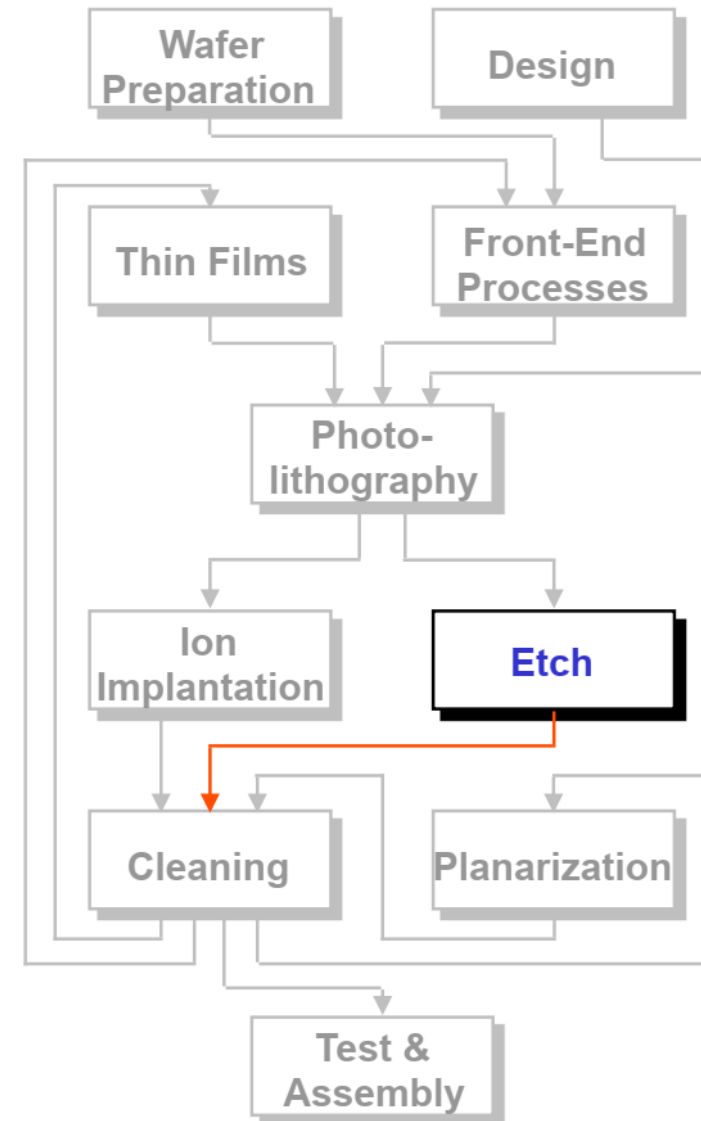 Wafer
Preparation
Design
Thin Films
Front-End
Processes
Photo-
lithography
Ion
Implantation
Etch
Cleaning
Planarization
Test &
Assembly